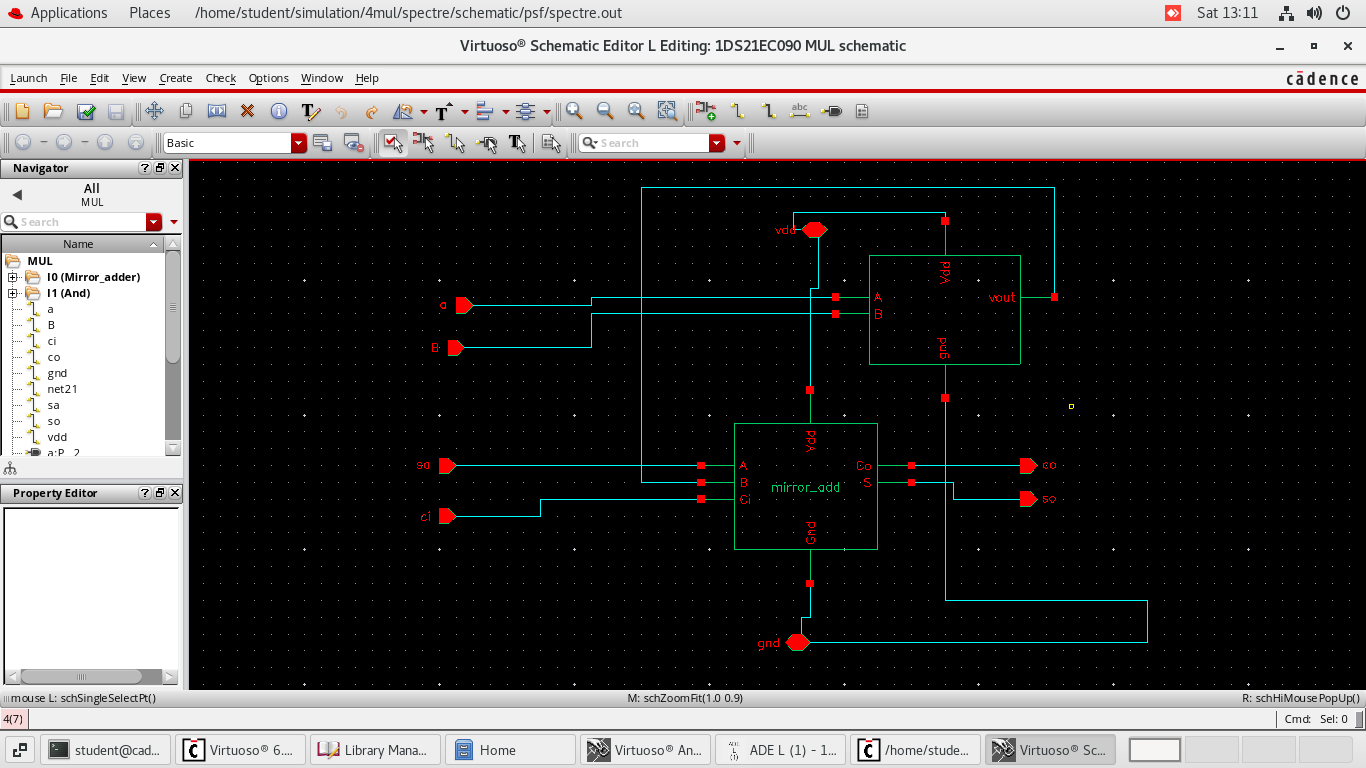 Applications Places /home/student/simulation/4mul/spectre/schematic/psf/spectre.out Sat 13:11
Virtuoso® Schematic Editor L Editing: 1DS21EC090 MUL schematic
Launch File Edit View Create Check Options Window Help cādence
abc
Basic Search
Navigator
All
MUL
Search
Name
MUL
I0 (Mirror_adder)
I1 (And)
a
B
ci
co
gnd
net21
sa
so
vdd
a:P_2
Property Editor
vdd
Vdd
a
A
vout
B
B
gnd
Vdd
sa
A
Co
co
B
mirror_add
S
Ci
so
ci
Gnd
gnd
mouse L: schSingleSelectPt() M: schZoomFit(1.0 0.9) R: schHiMousePopUp()
4(7) Cmd: Sel: 0
student@cad... Virtuoso® 6.... Library Mana... Home Virtuoso® An... ADE L (1) ADE L (1) - 1... /home/stude... Virtuoso® Sc...